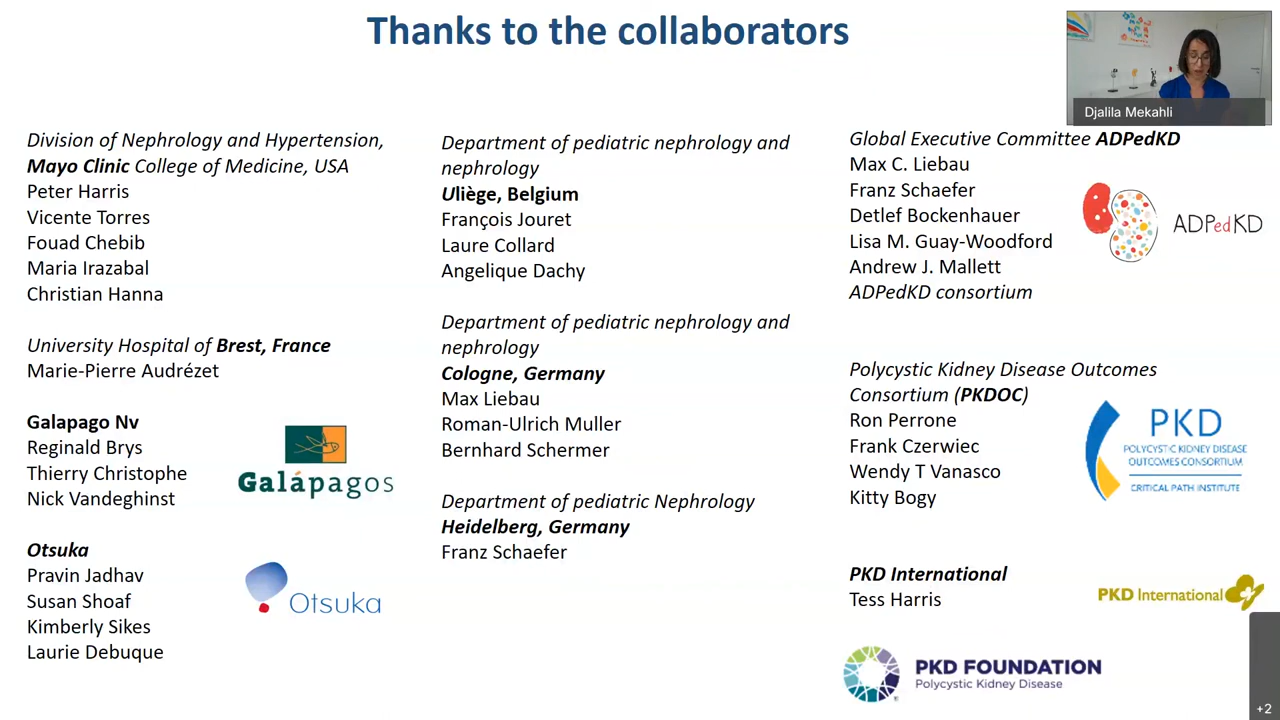 Thanks to the collaborators
Djalila Mekahli
Division of Nephrology and Hypertension,
Mayo Clinic College of Medicine, USA
Peter Harris
Vicente Torres
Fouad Chebib
Maria Irazabal
Christian Hanna
University Hospital of Brest, France
Marie-Pierre Audrézet
Galapago Nv
Reginald Brys
Thierry Christophe
Nick Vandeghinst
Galápagos
Otsuka
Pravin Jadhav
Susan Shoaf
Kimberly Sikes
Laurie Debuque
Otsuka
Department of pediatric nephrology and
nephrology
Uliège, Belgium
François Jouret
Laure Collard
Angelique Dachy
Department of pediatric nephrology and
nephrology
Cologne, Germany
Max Liebau
Roman-Ulrich Muller
Bernhard Schermer
Department of pediatric Nephrology
Heidelberg, Germany
Franz Schaefer
Global Executive Committee ADPedKD
Max C. Liebau
Franz Schaefer
Detlef Bockenhauer
Lisa M. Guay-Woodford
Andrew J. Mallett
ADPedKD consortium
ADPedKD
Polycystic Kidney Disease Outcomes
Consortium (PKDOC)
Ron Perrone
Frank Czerwiec
Wendy T Vanasco
Kitty Bogy
PKD
POLYCYSTIC KIDNEY DISEASE
OUTCOMES CONSORTIUM
CRITICAL PATH INSTITUTE
PKD International
Tess Harris
PKD International
PKD FOUNDATION
Polycystic Kidney Disease
+2